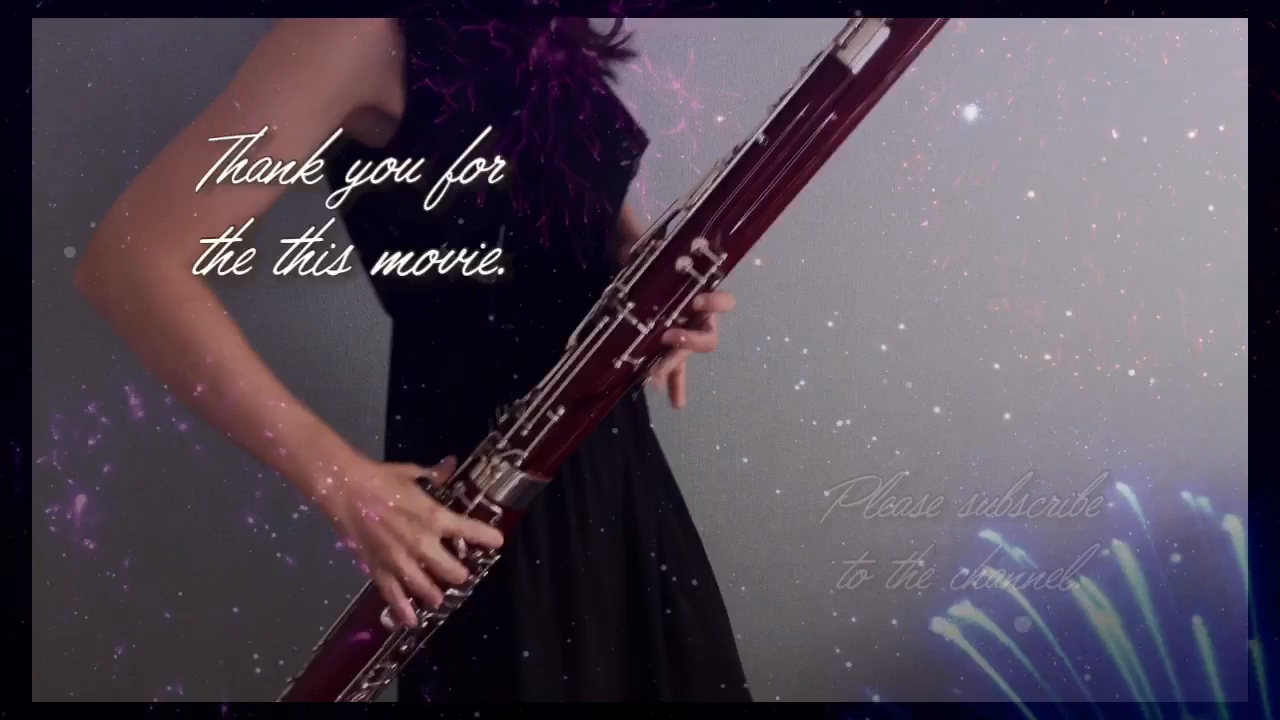 Thank you for
the this movie.
Please subscribe
to the channel.